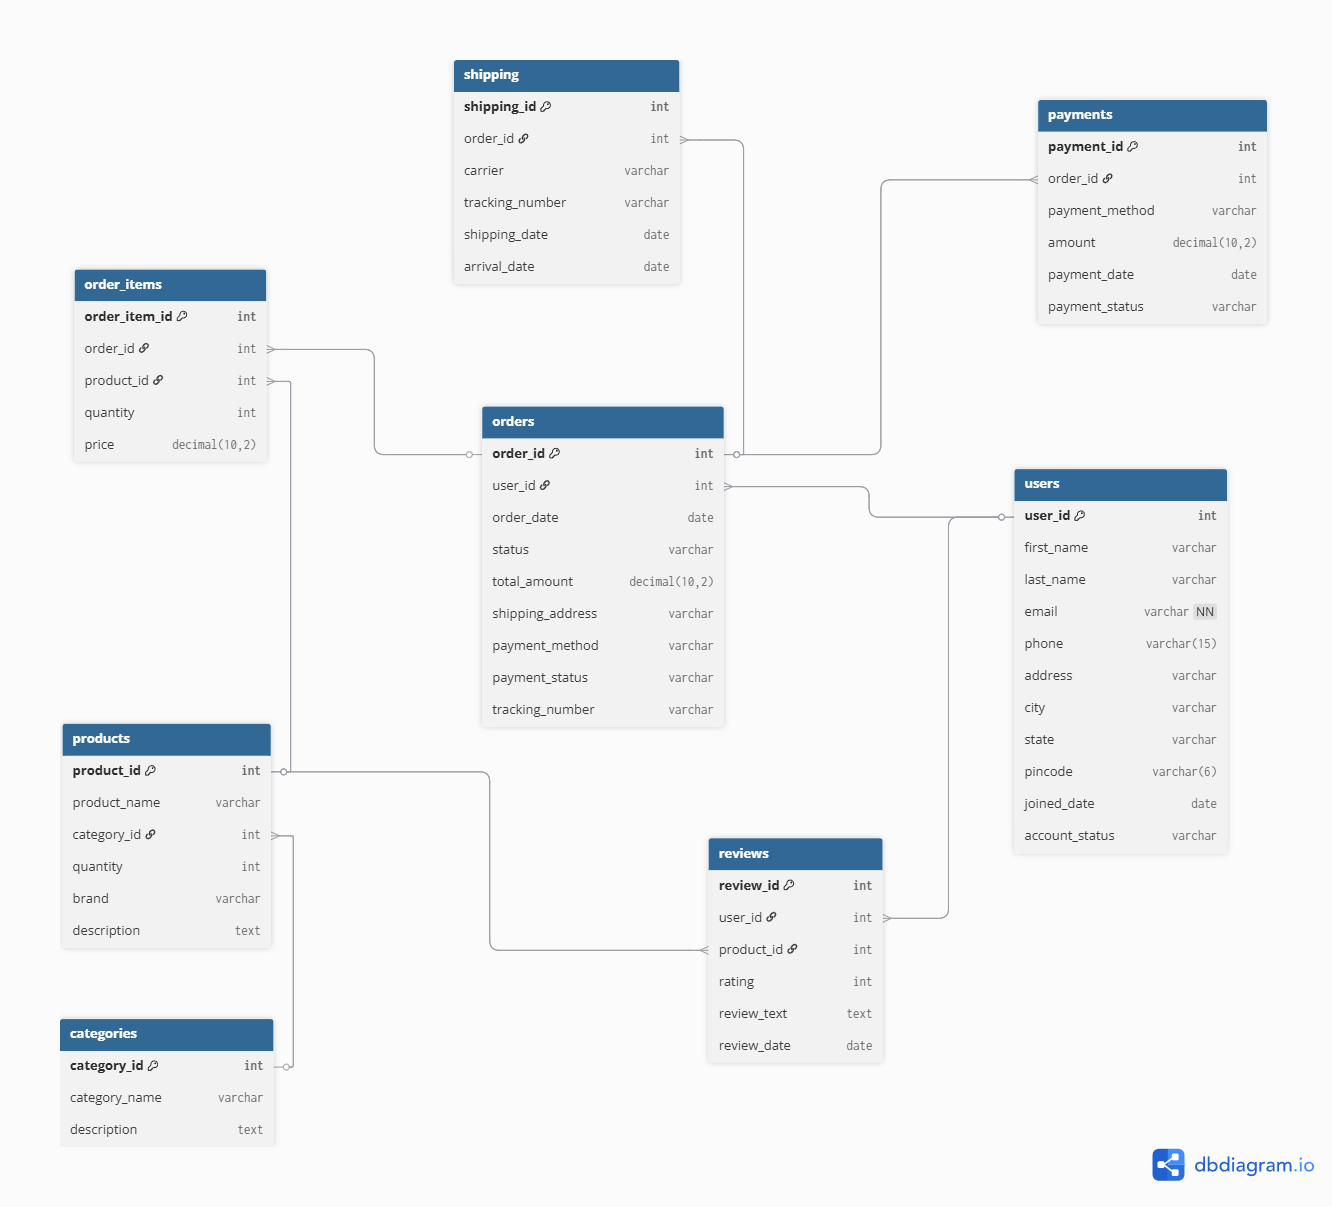 shipping
shipping_id int
order_id int
carrier varchar
tracking_number varchar
shipping_date date
arrival_date date
payments
payment_id int
order_id int
payment_method varchar
amount decimal(10,2)
payment_date date
payment_status varchar
order_items
order_item_id int
order_id int
product_id int
quantity int
price decimal(10,2)
orders
order_id int
user_id int
order_date date
status varchar
total_amount decimal(10,2)
shipping_address varchar
payment_method varchar
payment_status varchar
tracking_number varchar
users
user_id int
first_name varchar
last_name varchar
email varchar NN
phone varchar(15)
address varchar
city varchar
state varchar
pincode varchar(6)
joined_date date
account_status varchar
products
product_id int
product_name varchar
category_id int
quantity int
brand varchar
description text
reviews
review_id int
user_id int
product_id int
rating int
review_text text
review_date date
categories
category_id int
category_name varchar
description text
dbdiagram.io